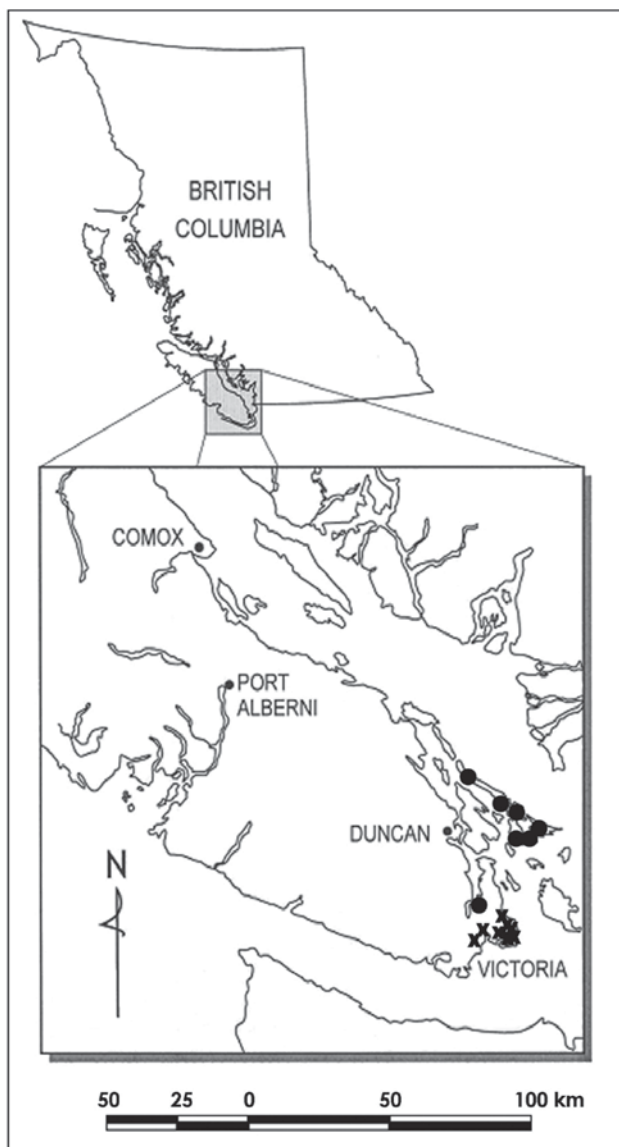 BRITISH
COLUMBIA
COMOX
PORT
ALBERNI
DUNCAN
N
VICTORIA
50 25 0 50 100 km